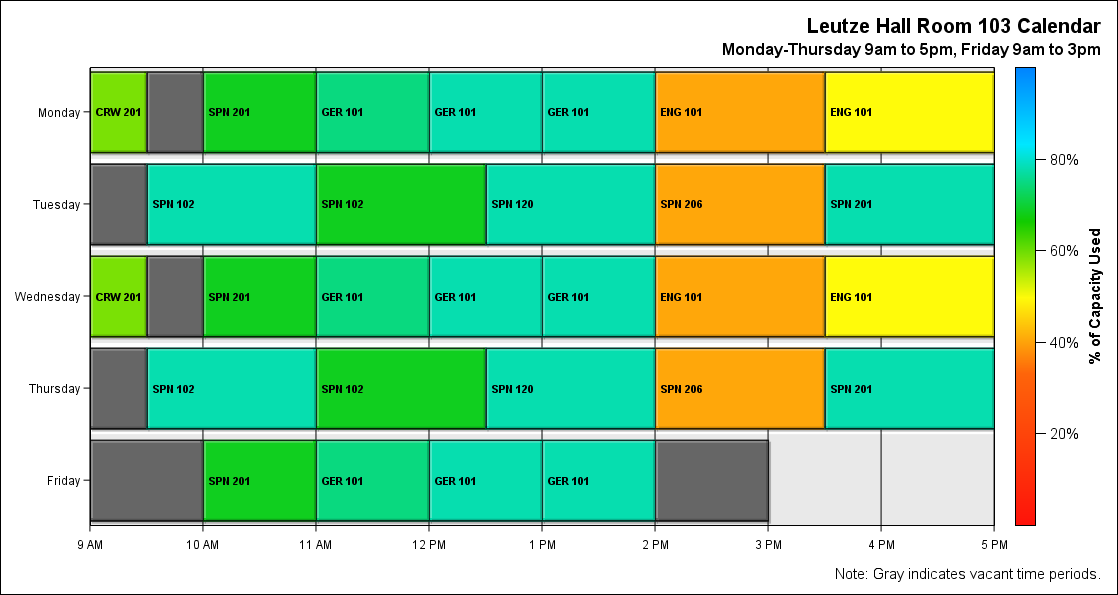 Leutze Hall Room 103 Calendar
Monday-Thursday 9am to 5pm, Friday 9am to 3pm
Monday CRW 201 SPN 201 GER 101 GER 101 GER 101 ENG 101 ENG 101
Tuesday SPN 102 SPN 102 SPN 120 SPN 206 SPN 201
Wednesday CRW 201 SPN 201 GER 101 GER 101 GER 101 ENG 101 ENG 101
Thursday SPN 102 SPN 102 SPN 120 SPN 206 SPN 201
Friday SPN 201 GER 101 GER 101 GER 101
9 AM 10 AM 11 AM 12 PM 1 PM 2 PM 3 PM 4 PM 5 PM
80%
60%
40%
20%
% of Capacity Used
Note: Gray indicates vacant time periods.